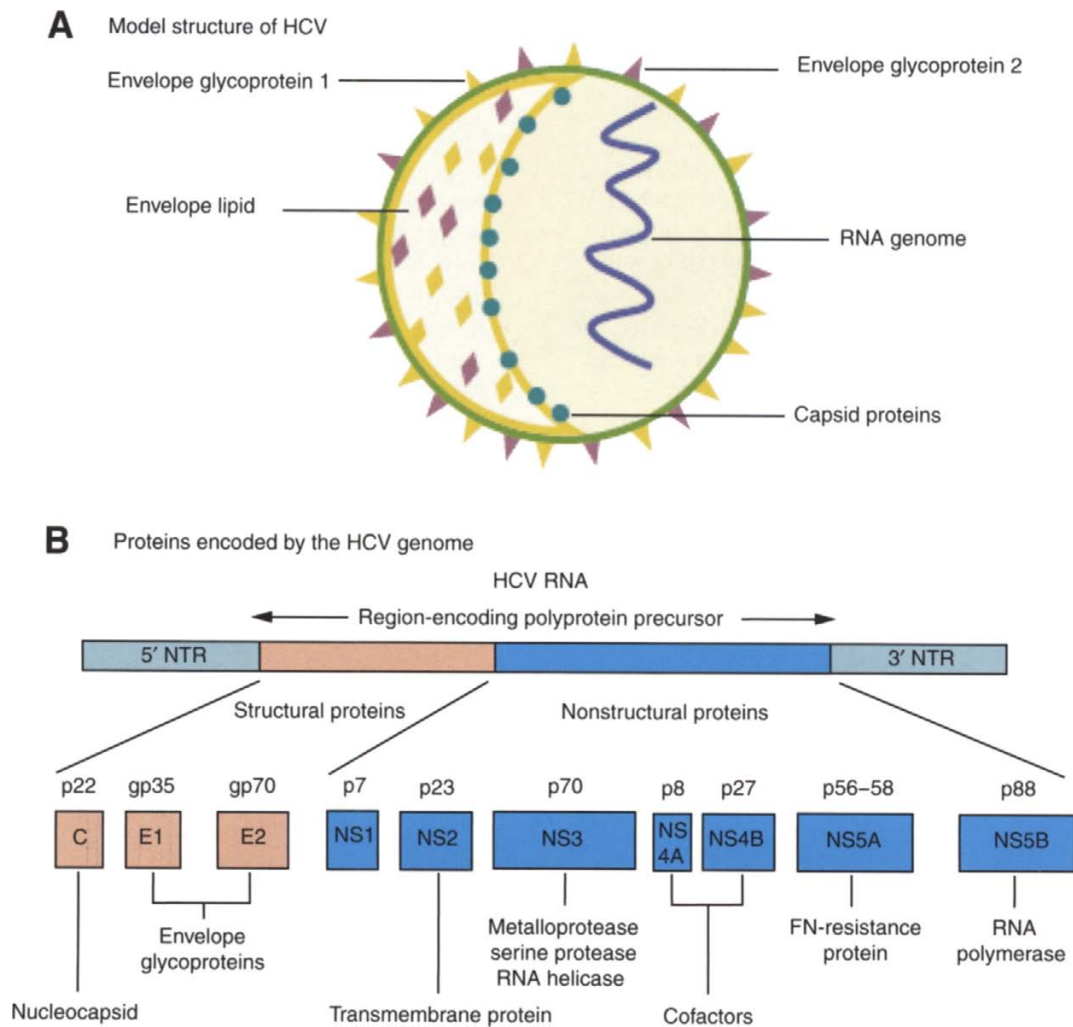 A Model structure of HCV
Envelope glycoprotein 1
Envelope glycoprotein 2
Envelope lipid
RNA genome
Capsid proteins
B Proteins encoded by the HCV genome
HCV RNA
Region-encoding polyprotein precursor
5′ NTR
3′ NTR
Structural proteins
Nonstructural proteins
p22 gp35 gp70 p7 p23 p70 p8 p27 p56–58 p88
C E1 E2 NS1 NS2 NS3 NS 4A NS4B NS5A NS5B
Envelope
glycoproteins
Metalloprotease
serine protease
RNA helicase
FN-resistance
protein
RNA
polymerase
Nucleocapsid
Transmembrane protein
Cofactors